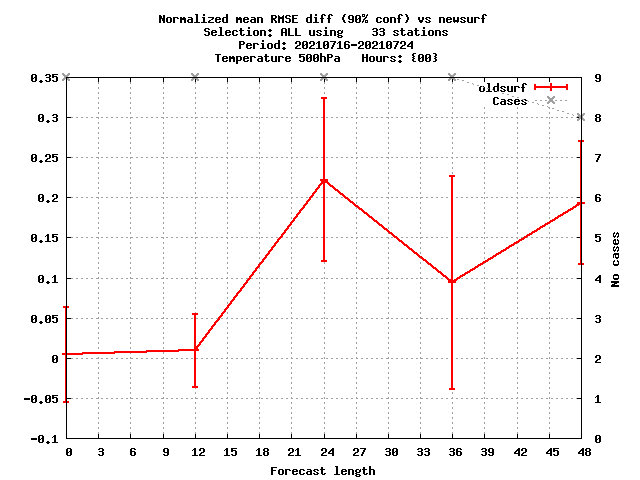 Normalized mean RMSE diff (90% conf) vs newsurf
Selection: ALL using    33 stations
Period: 20210716-20210724
Temperature 500hPa   Hours: {00}
0.35
0.3
0.25
0.2
0.15
0.1
0.05
0
-0.05
-0.1
oldsurf
Cases
9
8
7
6
5
4
3
2
1
0
No cases
0 3 6 9 12 15 18 21 24 27 30 33 36 39 42 45 48
Forecast length